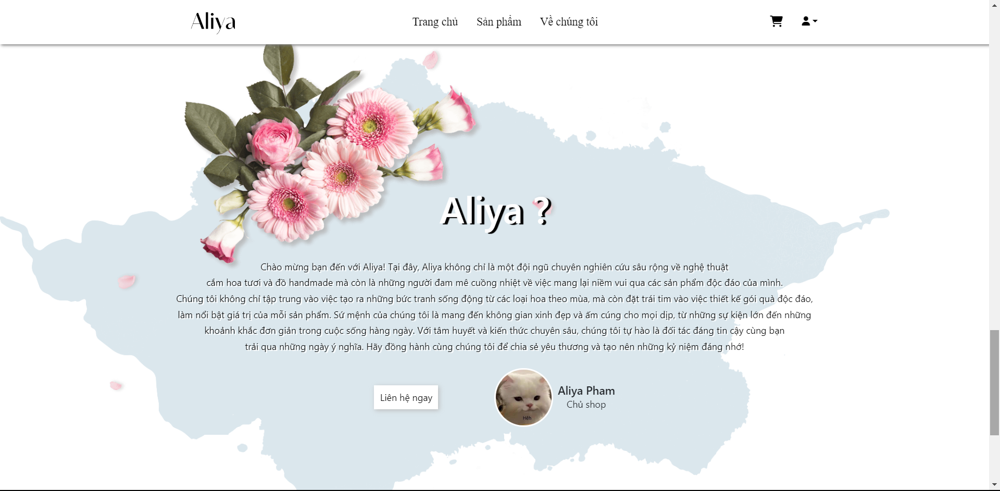 Aliya
Trang chủ
Sản phẩm
Về chúng tôi
Aliya ?
Chào mừng bạn đến với Aliya! Tại đây, Aliya không chỉ là một đội ngũ chuyên nghiên cứu sâu rộng về nghệ thuật
cắm hoa tươi và đồ handmade mà còn là những người đam mê cuồng nhiệt về việc mang lại niềm vui qua các sản phẩm độc đáo của mình.
Chúng tôi không chỉ tập trung vào việc tạo ra những bức tranh sống động từ các loại hoa theo mùa, mà còn đặt trái tim vào việc thiết kế gói quà độc đáo,
làm nổi bật giá trị của mỗi sản phẩm. Sứ mệnh của chúng tôi là mang đến không gian xinh đẹp và ấm cúng cho mọi dịp, từ những sự kiện lớn đến những
khoảnh khắc đơn giản trong cuộc sống hàng ngày. Với tâm huyết và kiến thức chuyên sâu, chúng tôi tự hào là đối tác đáng tin cậy cùng bạn
trải qua những ngày ý nghĩa. Hãy đồng hành cùng chúng tôi để chia sẻ yêu thương và tạo nên những kỷ niệm đáng nhớ!
Liên hệ ngay
Hếh
Aliya Pham
Chủ shop